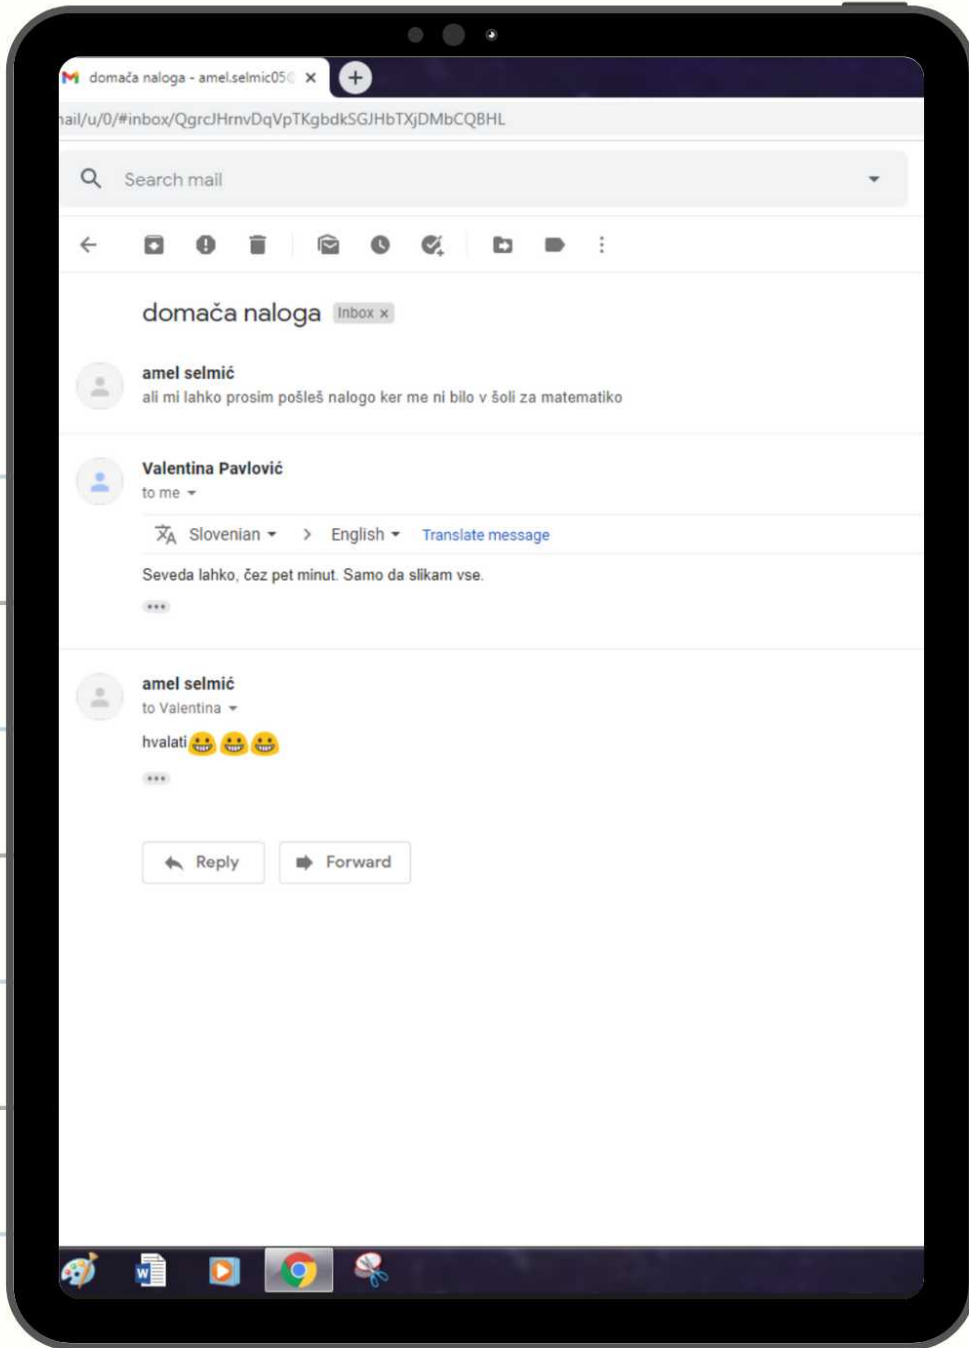 domača naloga - amel.selmic05
nail/u/0/#inbox/QgrcJHrnvDqVpTKgbdkSGJHbTXjDMbCQBHL
Search mail
domača naloga Inbox x
amel selmić
ali mi lahko prosim pošleš nalogo ker me ni bilo v šoli za matematiko
Valentina Pavlović
to me
Slovenian > English Translate message
Seveda lahko, čez pet minut. Samo da slikam vse.
amel selmić
to Valentina
hvalati😀😀😀
Reply Forward